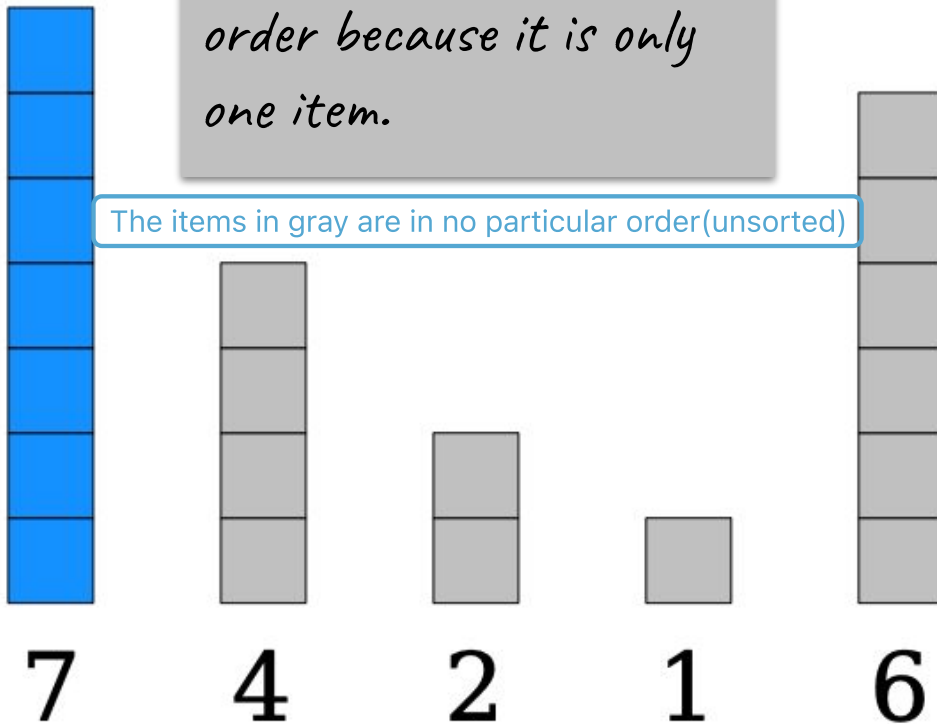 order because it is only
one item.
The items in gray are in no particular order(unsorted)
7 4 2 1 6